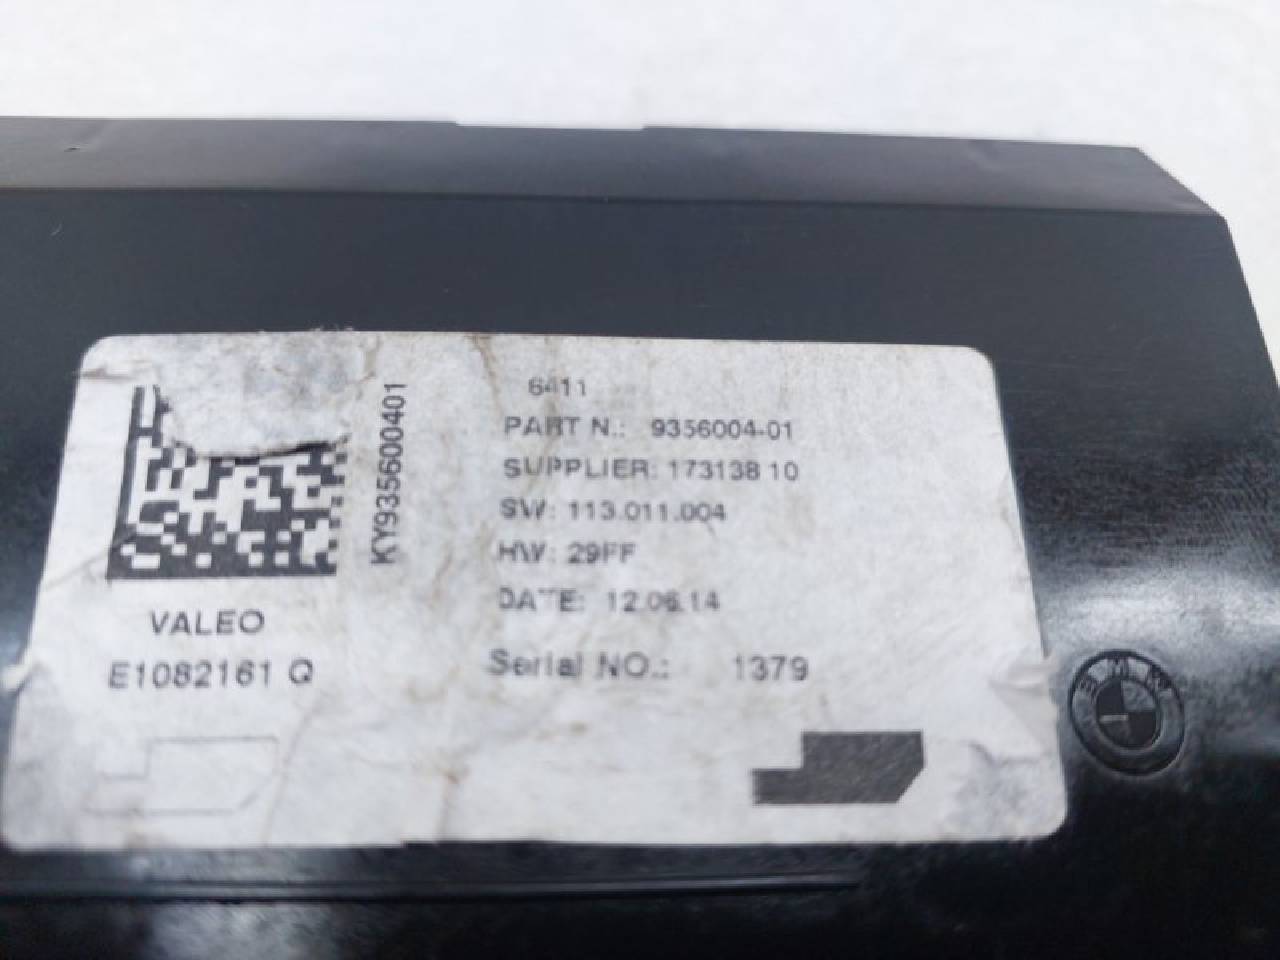 6411
PART N.: 9356004-01
SUPPLIER: 173138 10
SW: 113.011.004
HW: 29FF
DATE: 12.06.14
Serial NO.: 1379
KY935600401
VALEO
E1082161 Q
BMW